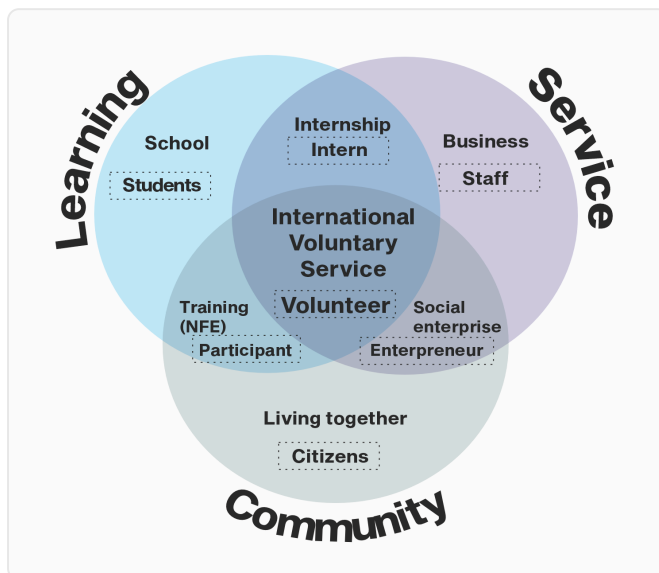 Learning
Service
School
Students
Internship
Intern
Business
Staff
International
Voluntary
Service
Volunteer
Training
(NFE)
Participant
Social
enterprise
Enterpreneur
Living together
Citizens
Community